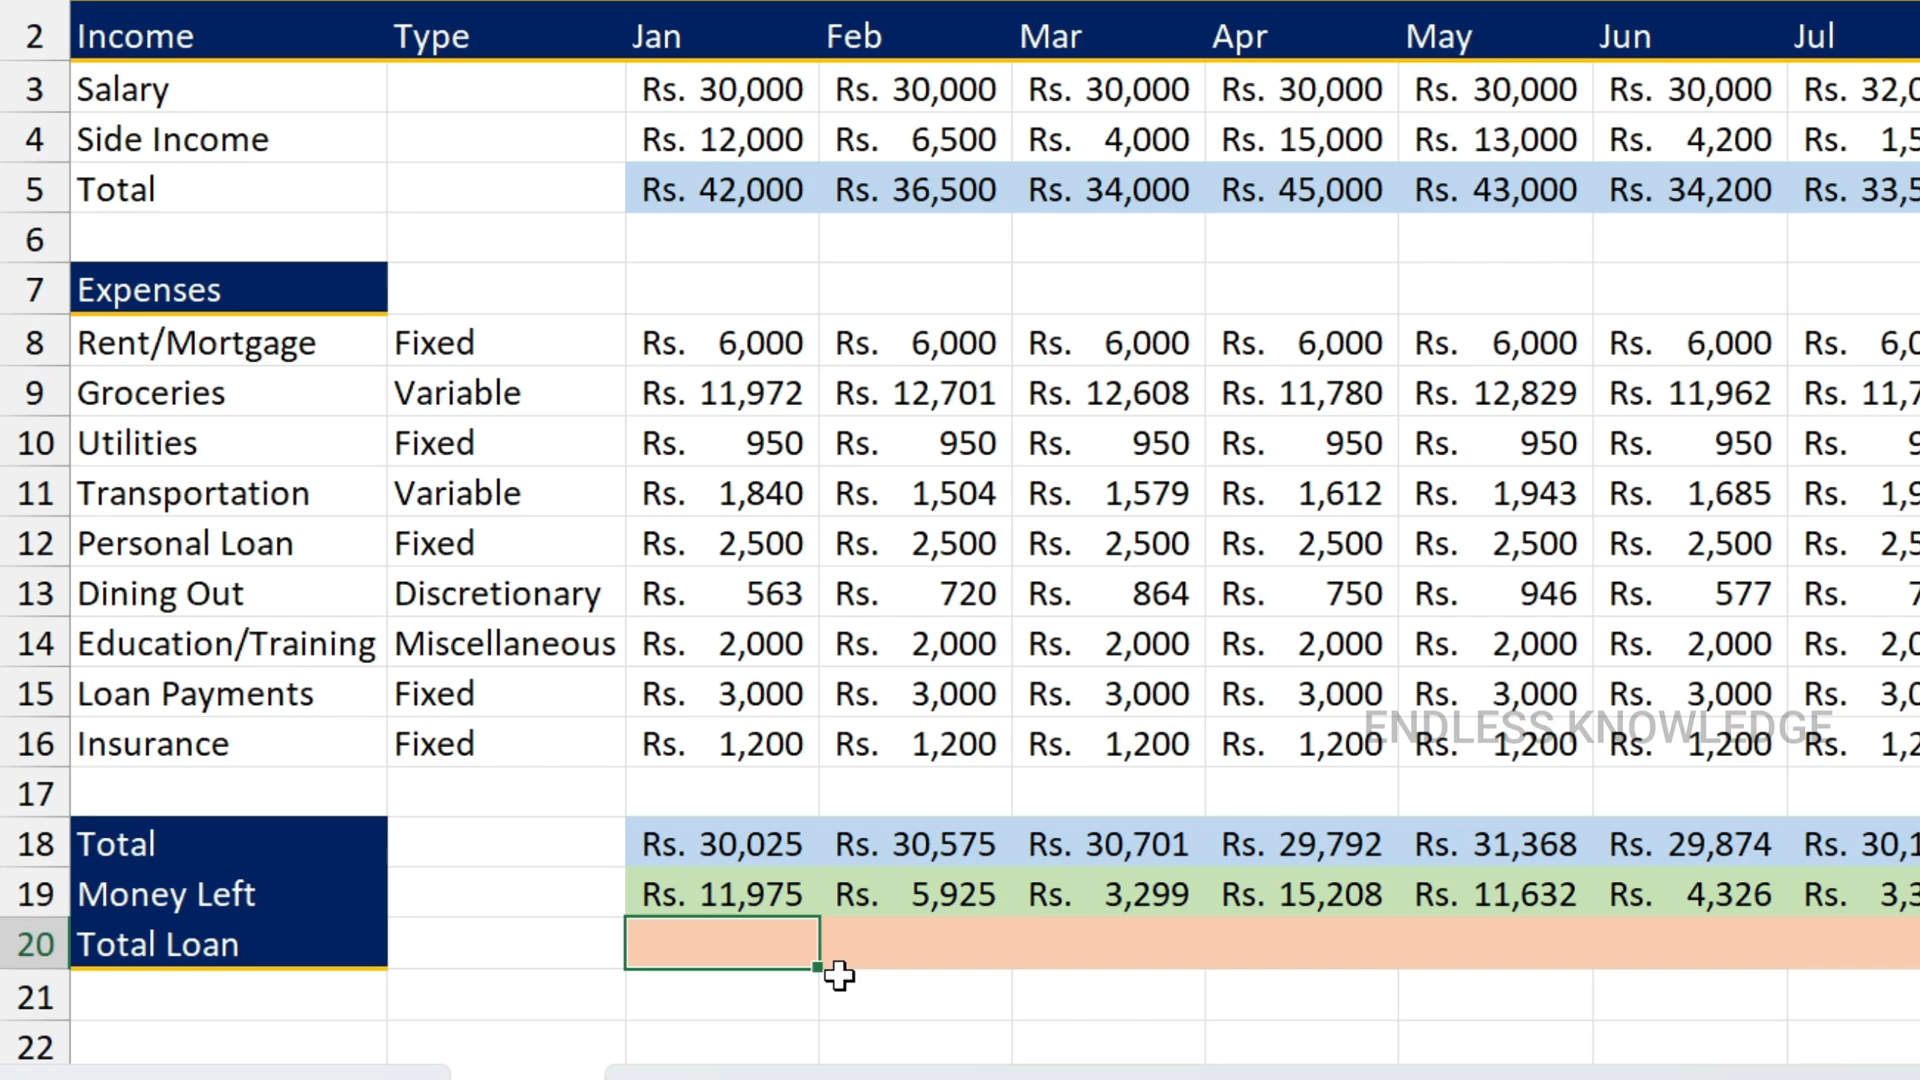 2 Income Type Jan Feb Mar Apr May Jun Jul
3 Salary Rs. 30,000 Rs. 30,000 Rs. 30,000 Rs. 30,000 Rs. 30,000 Rs. 30,000 Rs.
4 Side Income Rs. 12,000 Rs. 6,500 Rs. 4,000 Rs. 15,000 Rs. 13,000 Rs. 4,200 Rs.
5 Total Rs. 42,000 Rs. 36,500 Rs. 34,000 Rs. 45,000 Rs. 43,000 Rs. 34,200 Rs.
6
7 Expenses
8 Rent/Mortgage Fixed Rs. 6,000 Rs. 6,000 Rs. 6,000 Rs. 6,000 Rs. 6,000 Rs. 6,000 Rs.
9 Groceries Variable Rs. 11,972 Rs. 12,701 Rs. 12,608 Rs. 11,780 Rs. 12,829 Rs. 11,962 Rs.
10 Utilities Fixed Rs. 950 Rs. 950 Rs. 950 Rs. 950 Rs. 950 Rs. 950 Rs.
11 Transportation Variable Rs. 1,840 Rs. 1,504 Rs. 1,579 Rs. 1,612 Rs. 1,943 Rs. 1,685 Rs.
12 Personal Loan Fixed Rs. 2,500 Rs. 2,500 Rs. 2,500 Rs. 2,500 Rs. 2,500 Rs. 2,500 Rs.
13 Dining Out Discretionary Rs. 563 Rs. 720 Rs. 864 Rs. 750 Rs. 946 Rs. 577 Rs.
14 Education/Training Miscellaneous Rs. 2,000 Rs. 2,000 Rs. 2,000 Rs. 2,000 Rs. 2,000 Rs. 2,000 Rs.
15 Loan Payments Fixed Rs. 3,000 Rs. 3,000 Rs. 3,000 Rs. 3,000 Rs. 3,000 Rs. 3,000 Rs.
ENDLESS KNOWLEDGE
16 Insurance Fixed Rs. 1,200 Rs. 1,200 Rs. 1,200 Rs. 1,200 Rs. 1,200 Rs. 1,200 Rs.
17
18 Total Rs. 30,025 Rs. 30,575 Rs. 30,701 Rs. 29,792 Rs. 31,368 Rs. 29,874 Rs.
19 Money Left Rs. 11,975 Rs. 5,925 Rs. 3,299 Rs. 15,208 Rs. 11,632 Rs. 4,326 Rs.
20 Total Loan
21
22